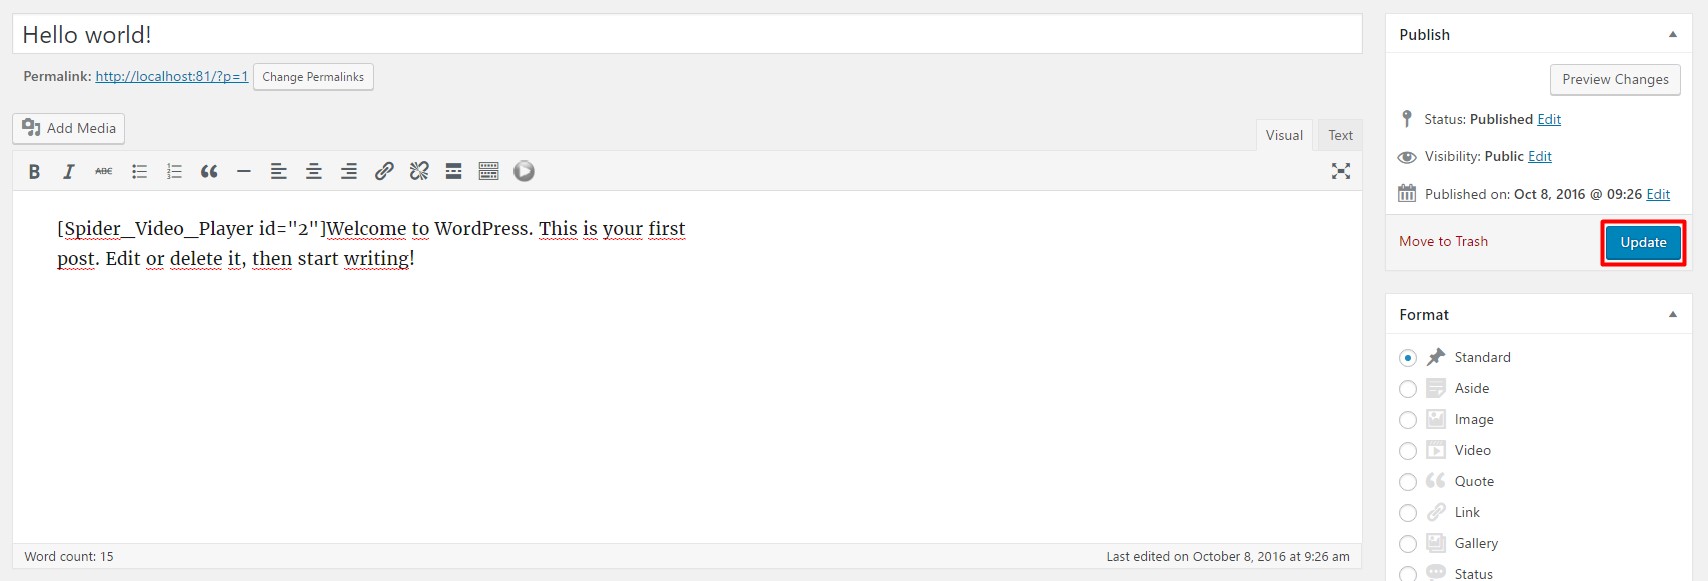 Hello world!
Permalink: http://localhost:81/?p=1 Change Permalinks
Add Media
Visual Text
B I ABC
[Spider_Video_Player id="2"]Welcome to WordPress. This is your first
post. Edit or delete it, then start writing!
Word count: 15
Last edited on October 8, 2016 at 9:26 am
Publish
Preview Changes
Status: Published Edit
Visibility: Public Edit
Published on: Oct 8, 2016 @ 09:26 Edit
Move to Trash
Update
Format
Standard
Aside
Image
Video
Quote
Link
Gallery
Status